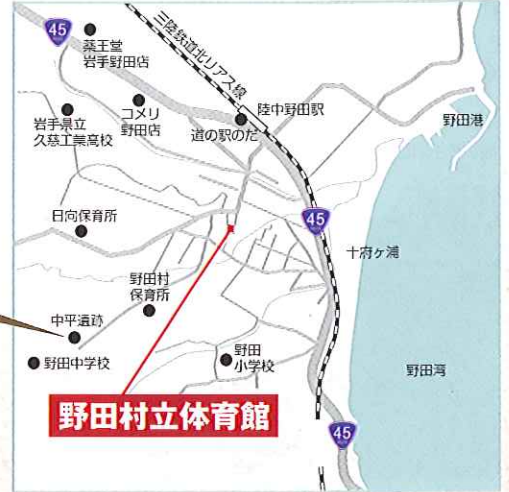 45
薬王堂
岩手野田店
三陸鉄道北リアス線
コメリ
野田店
陸中野田駅
道の駅のだ
岩手県立
久慈工業高校
野田港
日向保育所
45
十府ヶ浦
野田村
保育所
中平遺跡
野田中学校
野田
小学校
野田湾
野田村立体育館
45